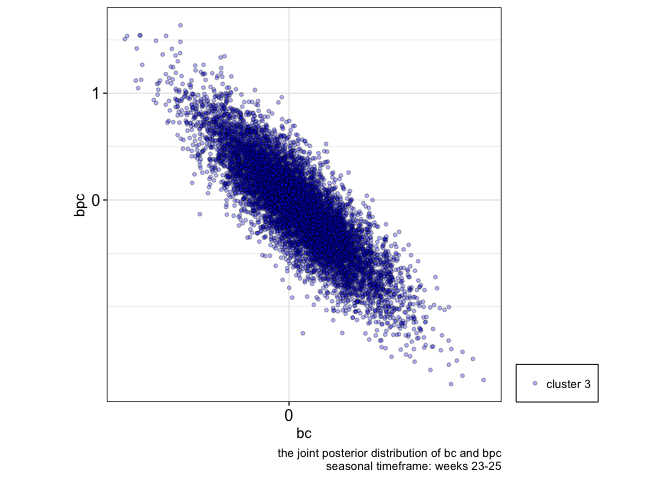 1
0
bpc
0
bc
cluster 3
the joint posterior distribution of bc and bpc
seasonal timeframe: weeks 23-25